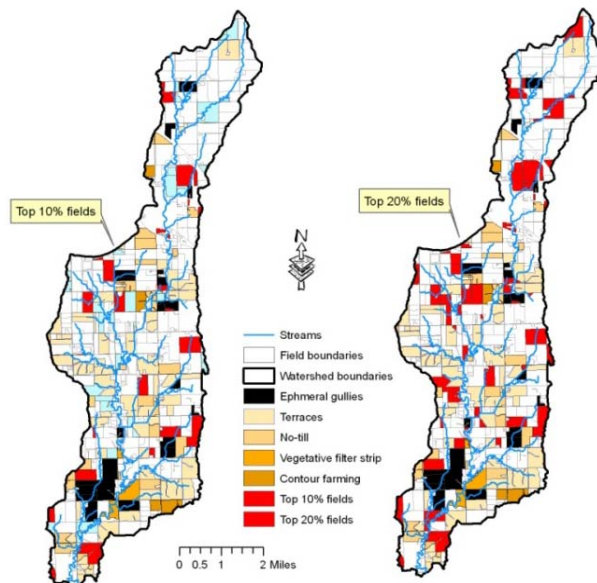 Top 10% fields
Top 20% fields
N
Streams
Field boundaries
Watershed boundaries
Ephmeral gullies
Terraces
No-till
Vegetative filter strip
Contour farming
Top 10% fields
Top 20% fields
0 0.5 1 2 Miles